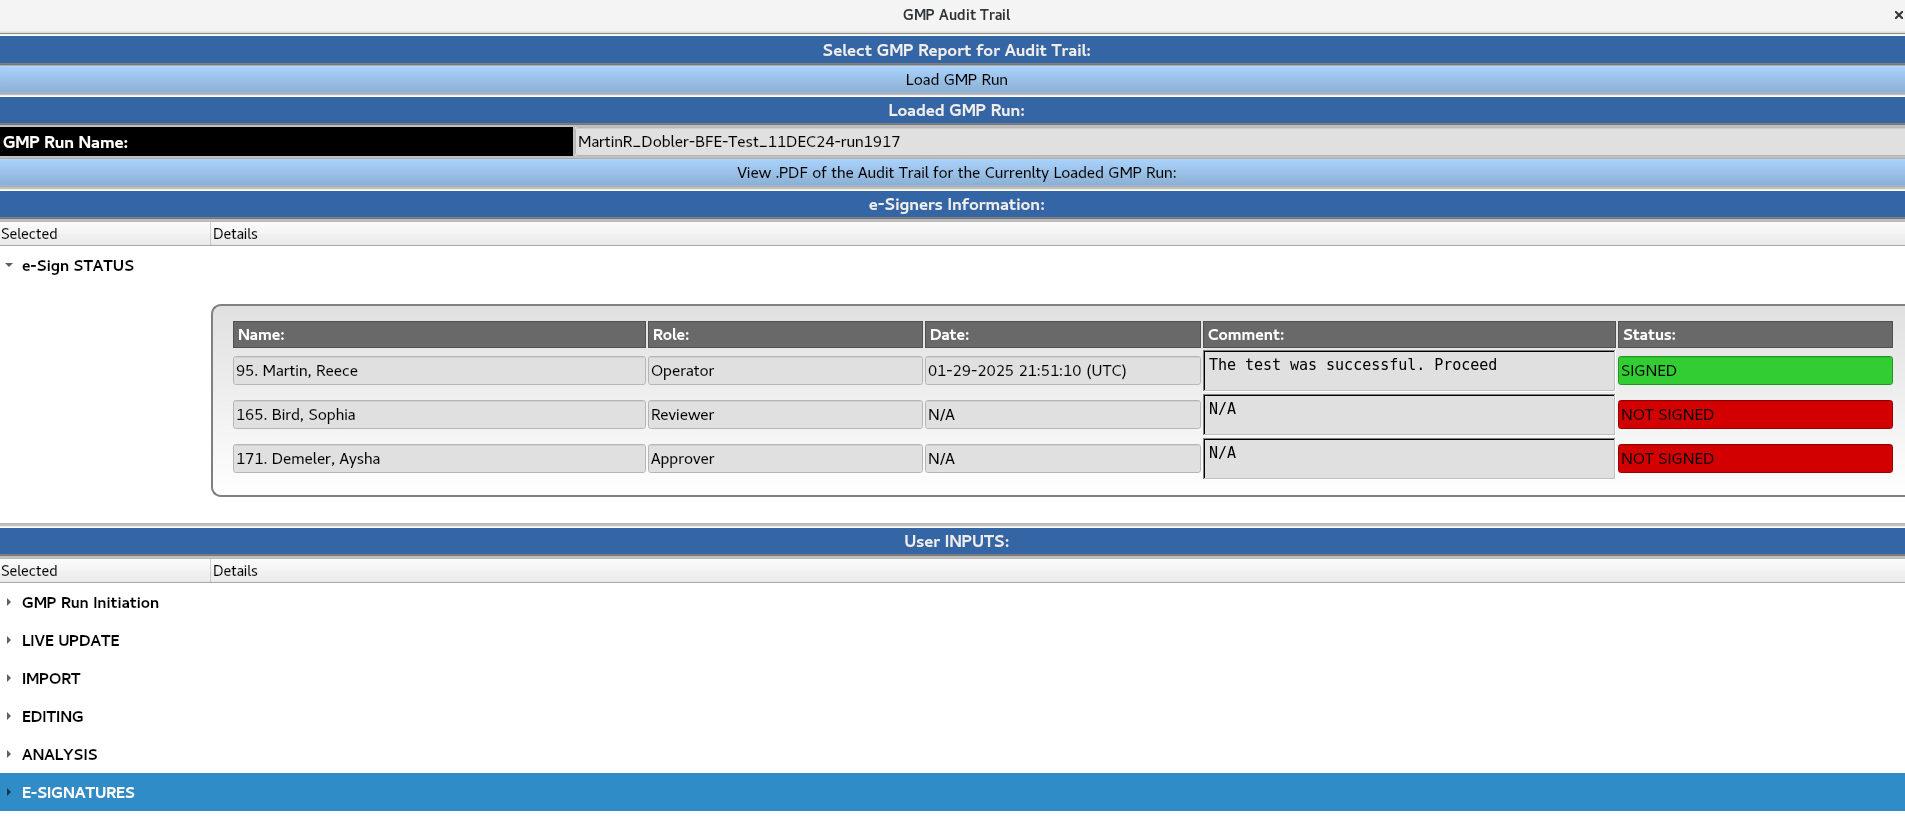 GMP Audit Trail
×
Select GMP Report for Audit Trail:
Load GMP Run
Loaded GMP Run:
GMP Run Name: MartinR_Dobler-BFE-Test_11DEC24-run1917
View .PDF of the Audit Trail for the Currenlty Loaded GMP Run:
e-Signers Information:
Selected Details
e-Sign STATUS
Name: Role: Date: Comment: Status:
95. Martin, Reece Operator 01-29-2025 21:51:10 (UTC) The test was successful. Proceed SIGNED
165. Bird, Sophia Reviewer N/A N/A NOT SIGNED
171. Demeler, Aysha Approver N/A N/A NOT SIGNED
User INPUTS:
Selected Details
GMP Run Initiation
LIVE UPDATE
IMPORT
EDITING
ANALYSIS
E-SIGNATURES